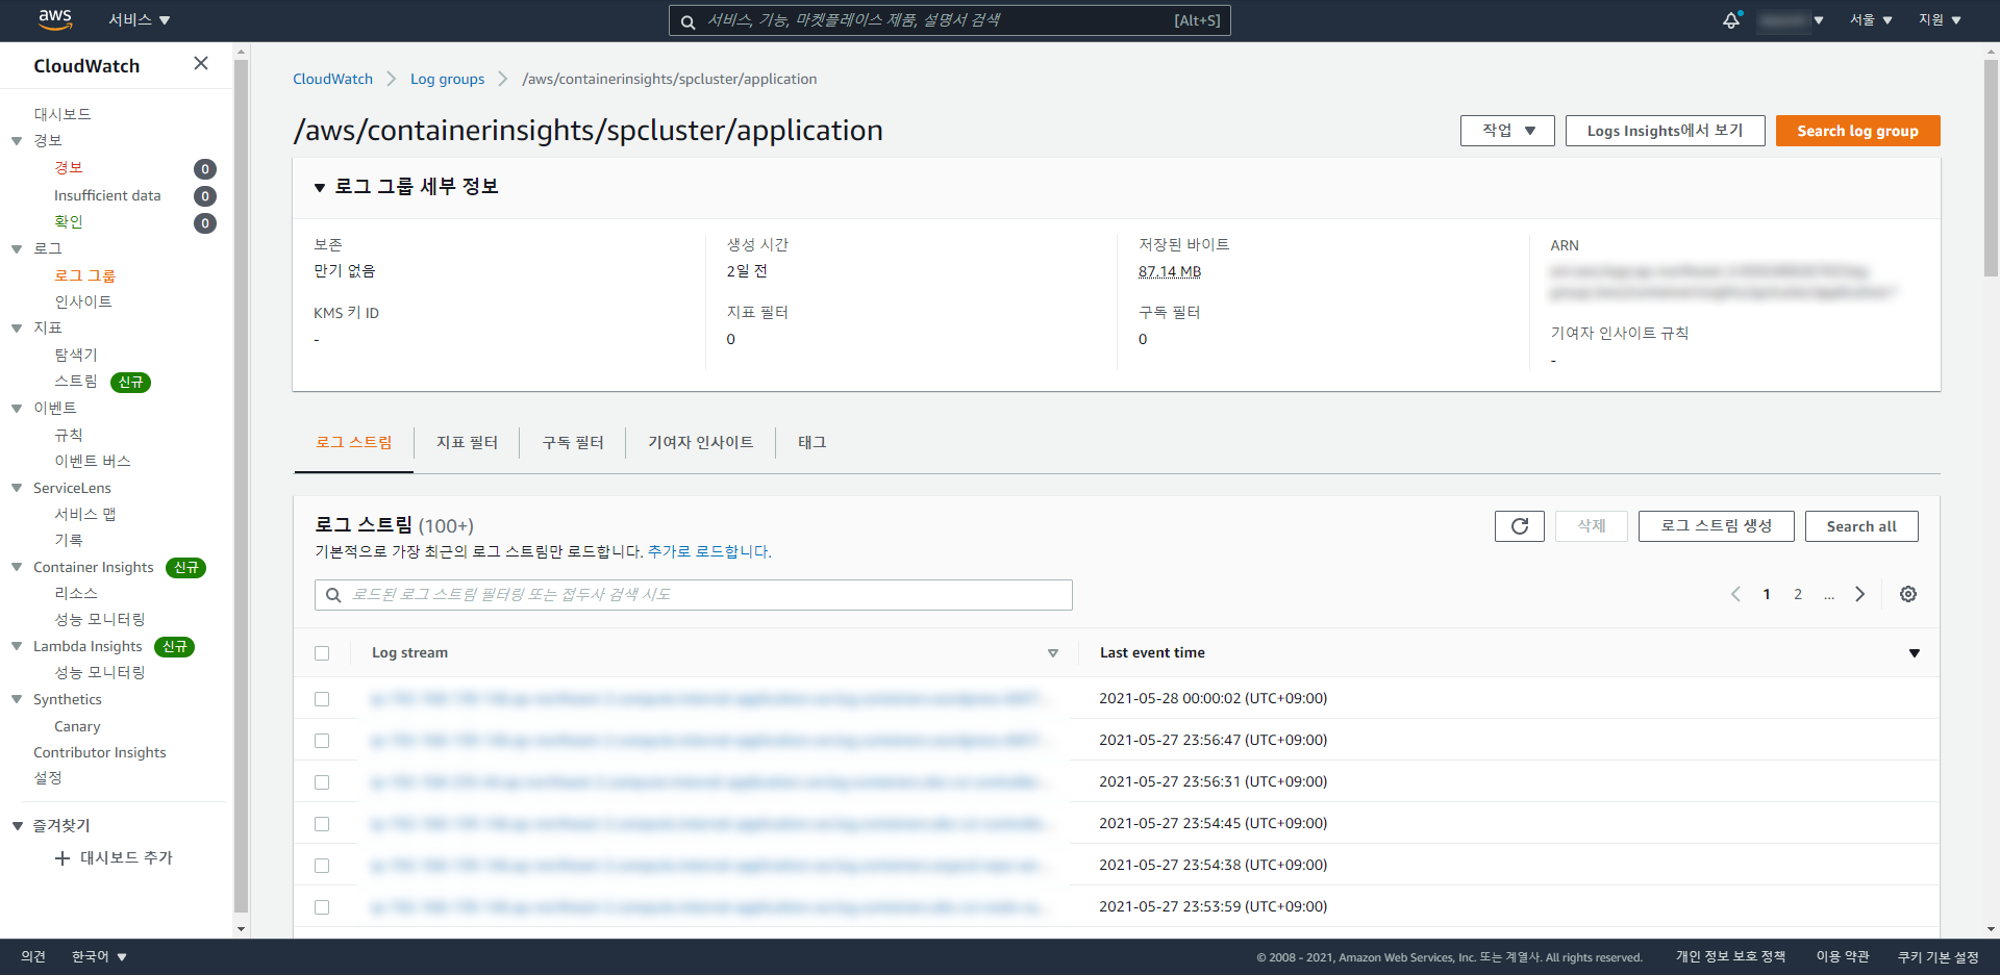 aws
서비스 ▼
서비스, 기능, 마켓플레이스 제품, 설명서 검색 [Alt+S]
서울 ▼
지원 ▼
CloudWatch
대시보드
경보
경보 0
Insufficient data 0
확인 0
로그
로그 그룹
인사이트
지표
탐색기
스트림 신규
이벤트
규칙
이벤트 버스
ServiceLens
서비스 맵
기록
Container Insights 신규
리소스
성능 모니터링
Lambda Insights 신규
성능 모니터링
Synthetics
Canary
Contributor Insights
설정
즐겨찾기
+ 대시보드 추가
CloudWatch > Log groups > /aws/containerinsights/spcluster/application
/aws/containerinsights/spcluster/application
작업 ▼
Logs Insights에서 보기
Search log group
▼ 로그 그룹 세부 정보
보존
만기 없음
KMS 키 ID
-
생성 시간
2일 전
지표 필터
0
저장된 바이트
87.14 MB
구독 필터
0
ARN
기여자 인사이트 규칙
-
로그 스트림
지표 필터
구독 필터
기여자 인사이트
태그
로그 스트림 (100+)
기본적으로 가장 최근의 로그 스트림만 로드합니다. 추가로 로드합니다.
삭제
로그 스트림 생성
Search all
로드된 로그 스트림 필터링 또는 접두사 검색 시도
< 1 2 ... >
Log stream
Last event time
2021-05-28 00:00:02 (UTC+09:00)
2021-05-27 23:56:47 (UTC+09:00)
2021-05-27 23:56:31 (UTC+09:00)
2021-05-27 23:54:45 (UTC+09:00)
2021-05-27 23:54:38 (UTC+09:00)
2021-05-27 23:53:59 (UTC+09:00)
의견
한국어 ▼
© 2008 - 2021, Amazon Web Services, Inc. 또는 계열사. All rights reserved.
개인 정보 보호 정책
이용 약관
쿠키 기본 설정